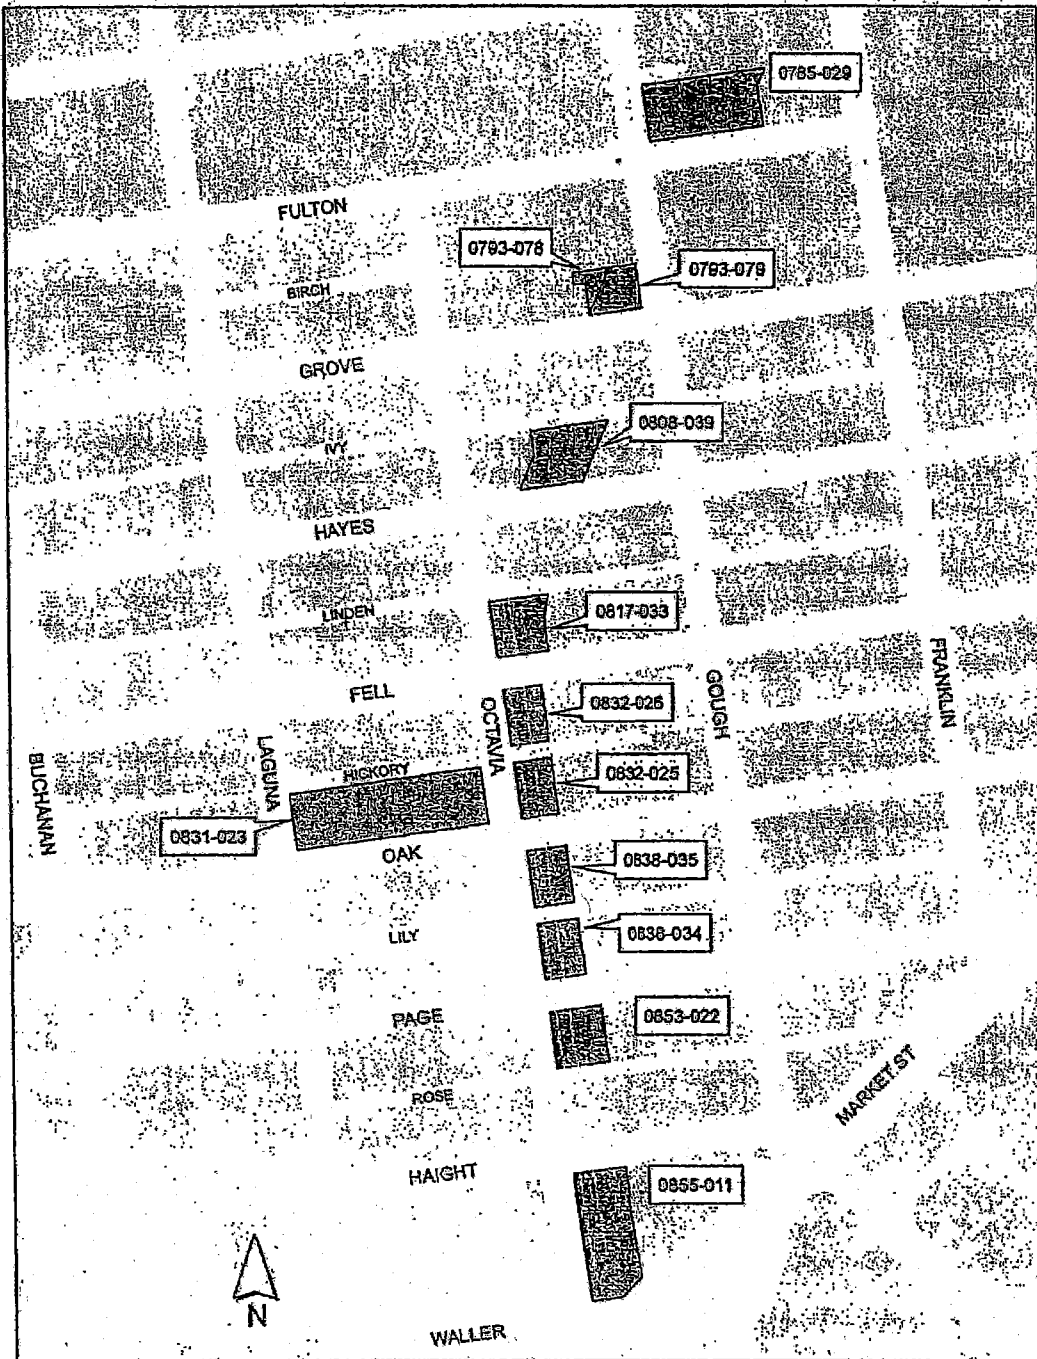 0785-029
FULTON
0793-078
0793-079
BIRCH
GROVE
0808-039
IVY
HAYES
0817-033
LINDEN
FELL
0832-026
OCTAVIA
GOUGH
FRANKLIN
LAGUNA
BUCHANAN
HICKORY
0832-025
0831-023
OAK
0838-035
LILY
0838-034
PAGE
0853-022
ROSE
MARKET ST
HAIGHT
0855-011
N
WALLER